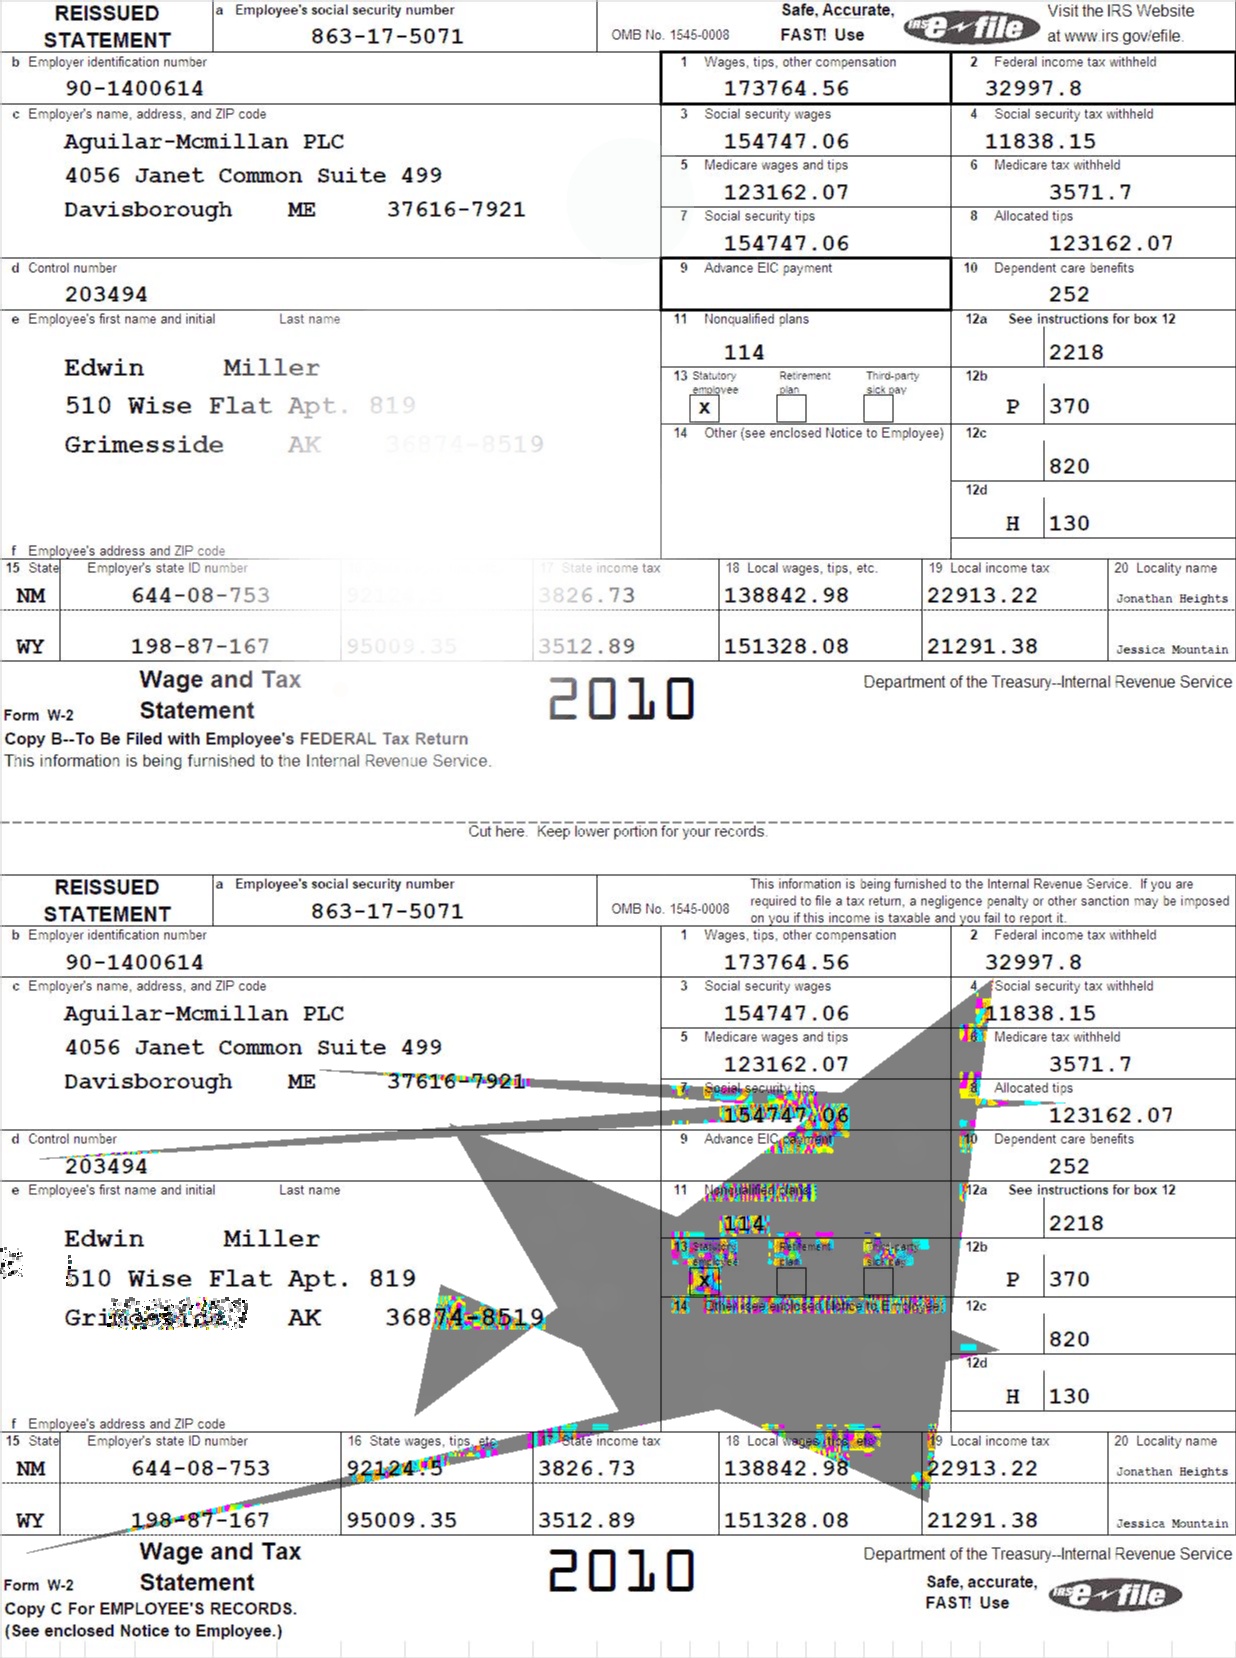 REISSUED STATEMENT
a Employee's social security number
863-17-5071
OMB No. 1545-0008
Safe, Accurate, FAST! Use
IRS e-file
Visit the IRS Website at www.irs gov/efile.
b Employer identification number
90-1400614
1 Wages, tips, other compensation
173764.56
2 Federal income tax withheld
32997.8
c Employer's name, address, and ZIP code
Aguilar-Mcmillan PLC
4056 Janet Common Suite 499
Davisborough ME 37616-7921
3 Social security wages
154747.06
4 Social security tax withheld
11838.15
5 Medicare wages and tips
123162.07
6 Medicare tax withheld
3571.7
7 Social security tips
154747.06
8 Allocated tips
123162.07
d Control number
203494
9 Advance EIC payment
10 Dependent care benefits
252
e Employee's first name and initial Last name
Edwin Miller
510 Wise Flat Apt. 819
Grimesside AK 36874-8519
f Employee's address and ZIP code
11 Nonqualified plans
114
12a See instructions for box 12
2218
13 Statutory employee
Retirement plan
Third-party sick pay
X
12b
P 370
14 Other (see enclosed Notice to Employee)
12c
820
12d
H 130
15 State Employer's state ID number 17 State income tax 18 Local wages, tips, etc. 19 Local income tax 20 Locality name
NM 644-08-753 3826.73 138842.98 22913.22 Jonathan Heights
WY 198-87-167 95009.35 3512.89 151328.08 21291.38 Jessica Mountain
Form W-2
Wage and Tax Statement
2010
Department of the Treasury--Internal Revenue Service
Copy B--To Be Filed with Employee's FEDERAL Tax Return
This information is being furnished to the Internal Revenue Service.
Cut here. Keep lower portion for your records.
REISSUED STATEMENT
a Employee's social security number
863-17-5071
OMB No. 1545-0008
This information is being furnished to the Internal Revenue Service. If you are
required to file a tax return, a negligence penalty or other sanction may be imposed
on you if this income is taxable and you fail to report it.
b Employer identification number
90-1400614
1 Wages, tips, other compensation
173764.56
2 Federal income tax withheld
32997.8
c Employer's name, address, and ZIP code
Aguilar-Mcmillan PLC
4056 Janet Common Suite 499
Davisborough ME 37616-7921
3 Social security wages
154747.06
4 Social security tax withheld
11838.15
5 Medicare wages and tips
123162.07
6 Medicare tax withheld
3571.7
7 Social security tips
154747.06
8 Allocated tips
123162.07
d Control number
203494
9 Advance EIC payment
10 Dependent care benefits
252
e Employee's first name and initial Last name
Edwin Miller
510 Wise Flat Apt. 819
Grimesside AK 36874-8519
f Employee's address and ZIP code
11 Nonqualified plans
114
12a See instructions for box 12
2218
13 Statutory employee
Retirement plan
Third-party sick pay
X
12b
P 370
14 Other (see enclosed Notice to Employee)
12c
820
12d
H 130
15 State Employer's state ID number 16 State wages, tips, etc. 17 State income tax 18 Local wages, tips, etc. 19 Local income tax 20 Locality name
NM 644-08-753 92124.5 3826.73 138842.98 22913.22 Jonathan Heights
WY 198-87-167 95009.35 3512.89 151328.08 21291.38 Jessica Mountain
Form W-2
Wage and Tax Statement
2010
Department of the Treasury--Internal Revenue Service
Safe, accurate, FAST! Use
IRS e-file
Copy C For EMPLOYEE'S RECORDS.
(See enclosed Notice to Employee.)